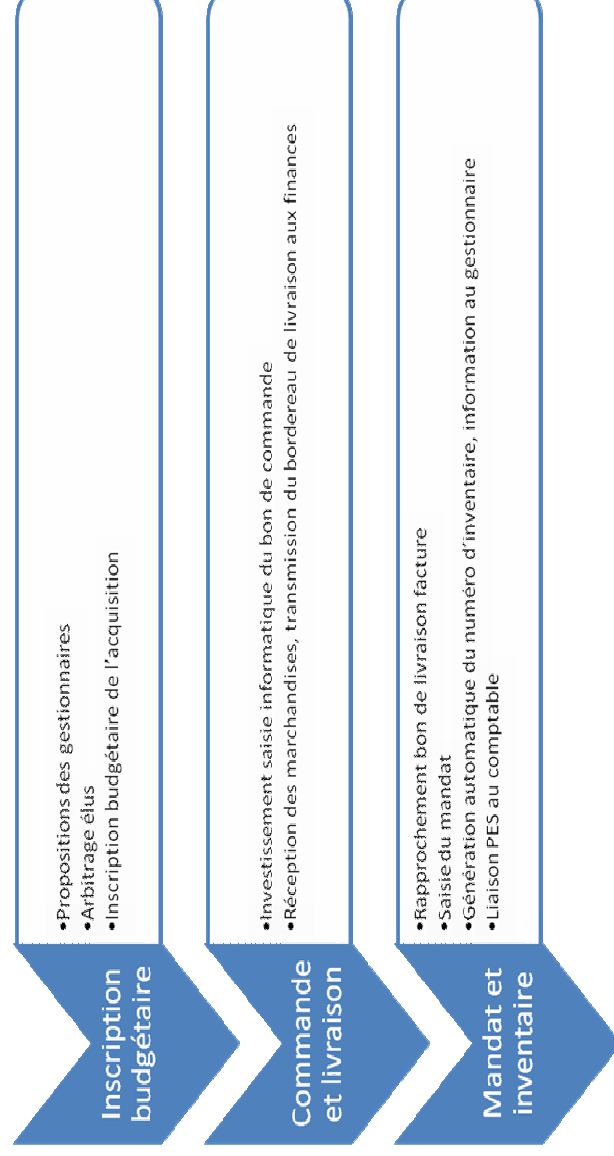 Inscription
budgétaire
•Propositions des gestionnaires
•Arbitrage élus
•Inscription budgétaire de l'acquisition
Commande
et livraison
•Investissement saisie informatique du bon de commande
•Réception des marchandises, transmission du bordereau de livraison aux finances
Mandat et
inventaire
•Rapprochement bon de livraison facture
•Saisie du mandat
•Génération automatique du numéro d'inventaire, information au gestionnaire
•Liaison PES au comptable